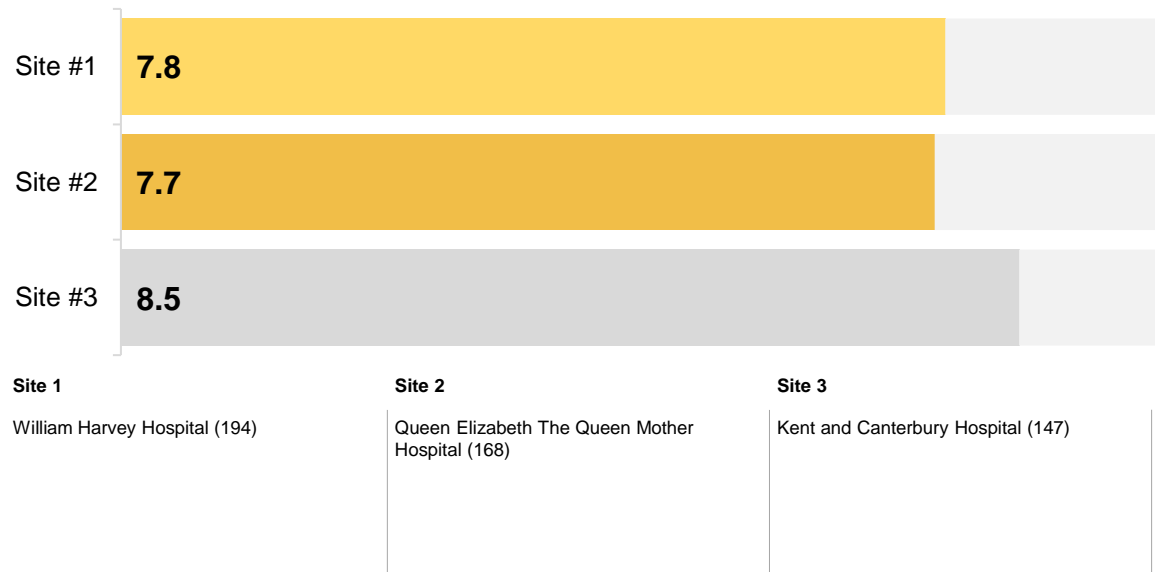 Site #1
7.8
Site #2
7.7
Site #3
8.5
Site 1
William Harvey Hospital (194)
Site 2
Queen Elizabeth The Queen Mother
Hospital (168)
Site 3
Kent and Canterbury Hospital (147)